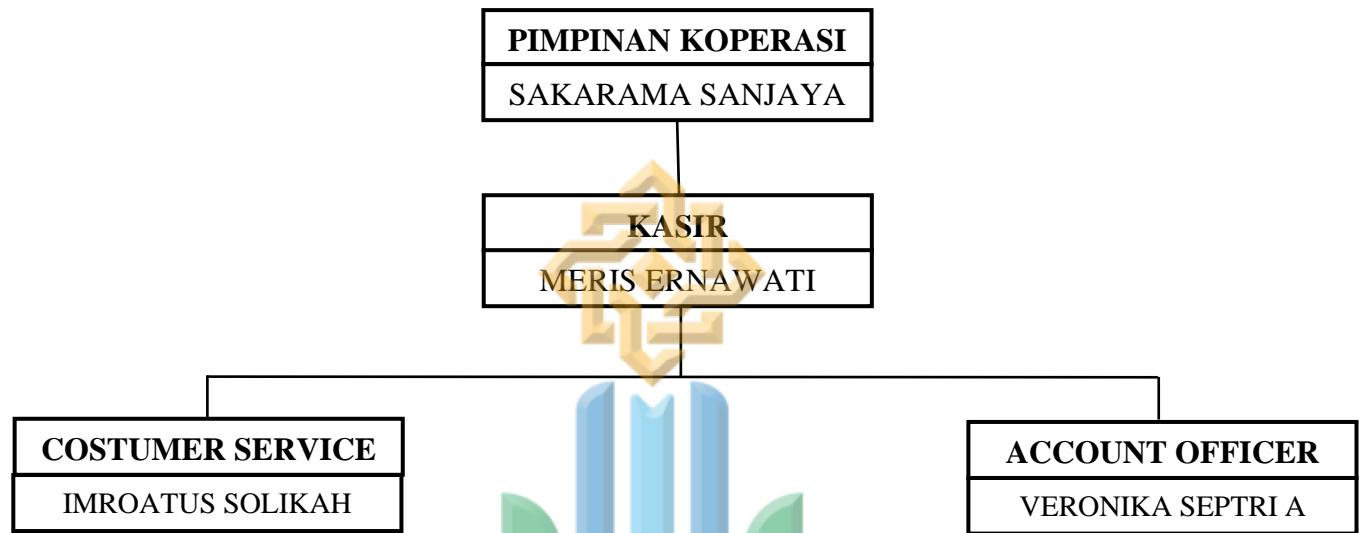 PIMPINAN KOPERASI
SAKARAMA SANJAYA
KASIR
MERIS ERNAWATI
COSTUMER SERVICE
IMROATUS SOLIKAH
ACCOUNT OFFICER
VERONIKA SEPTRI A